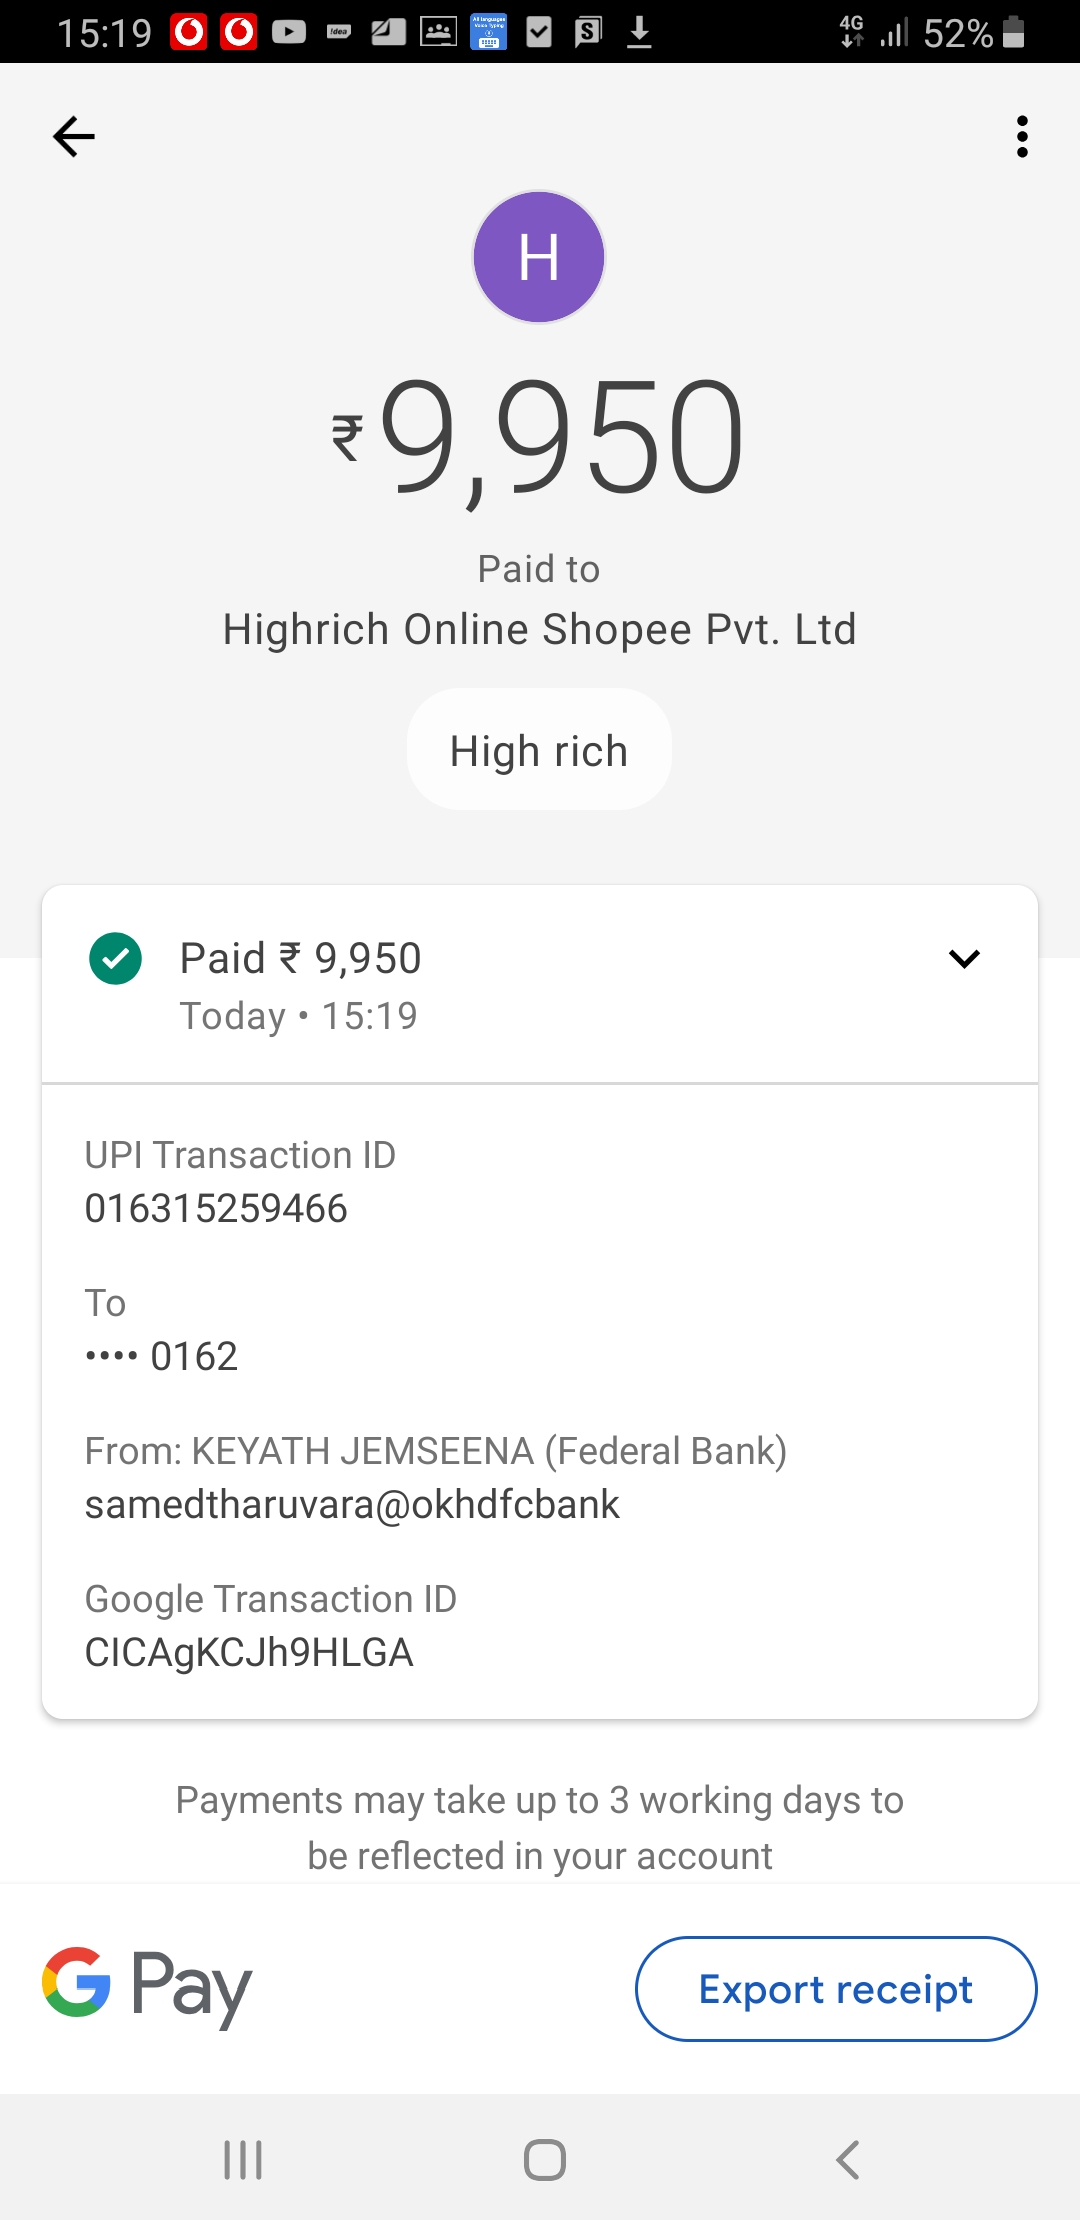 15:19 4G 52%
H
₹9,950
Paid to
Highrich Online Shopee Pvt. Ltd
High rich
Paid ₹ 9,950
Today • 15:19
UPI Transaction ID
016315259466
To
•••• 0162
From: KEYATH JEMSEENA (Federal Bank)
samedtharuvara@okhdfcbank
Google Transaction ID
CICAgKCJh9HLGA
Payments may take up to 3 working days to
be reflected in your account
G Pay
Export receipt